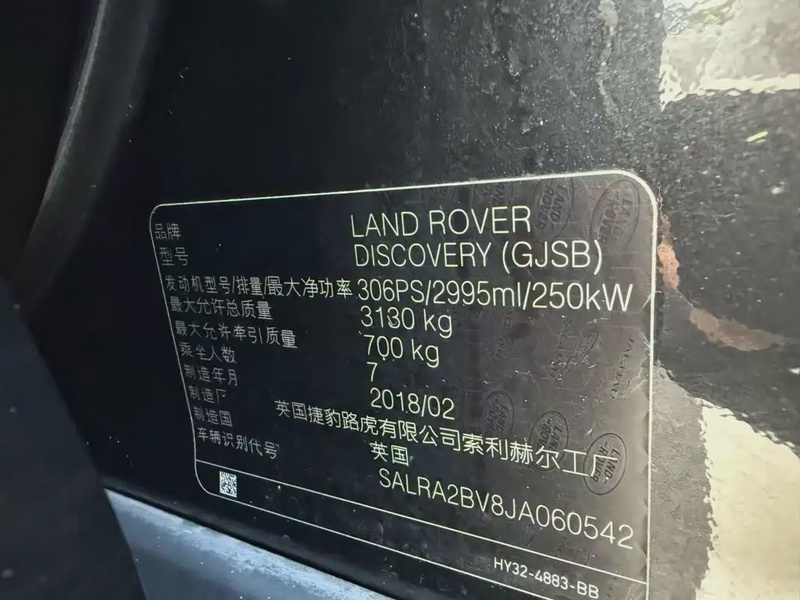 品牌 LAND ROVER
型号 DISCOVERY (GJSB)
发动机型号/排量/最大净功率 306PS/2995ml/250kW
最大允许总质量 3130 kg
最大允许牵引质量 700 kg
乘坐人数 7
制造年月 2018/02
制造厂 英国捷豹路虎有限公司索利赫尔工厂
制造国 英国
车辆识别代号 SALRA2BV8JA060542
HY32-4883-BB